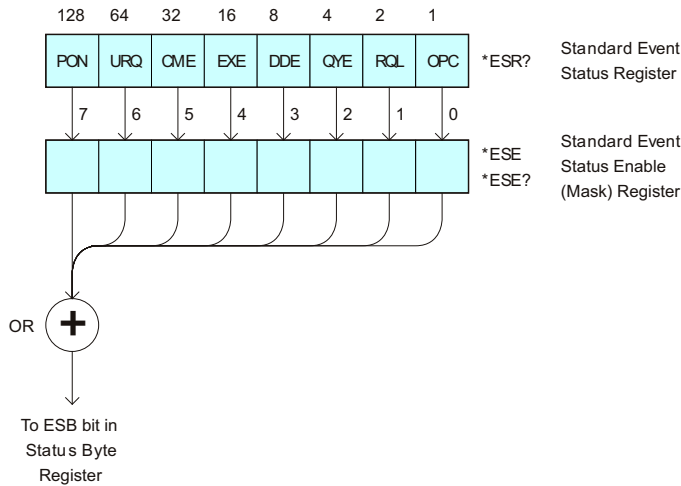 128 64 32 16 8 4 2 1
PON URQ CME EXE DDE QYE RQL OPC
*ESR?
Standard Event
Status Register
7 6 5 4 3 2 1 0
*ESE
*ESE?
Standard Event
Status Enable
(Mask) Register
OR
+
To ESB bit in
Status Byte
Register